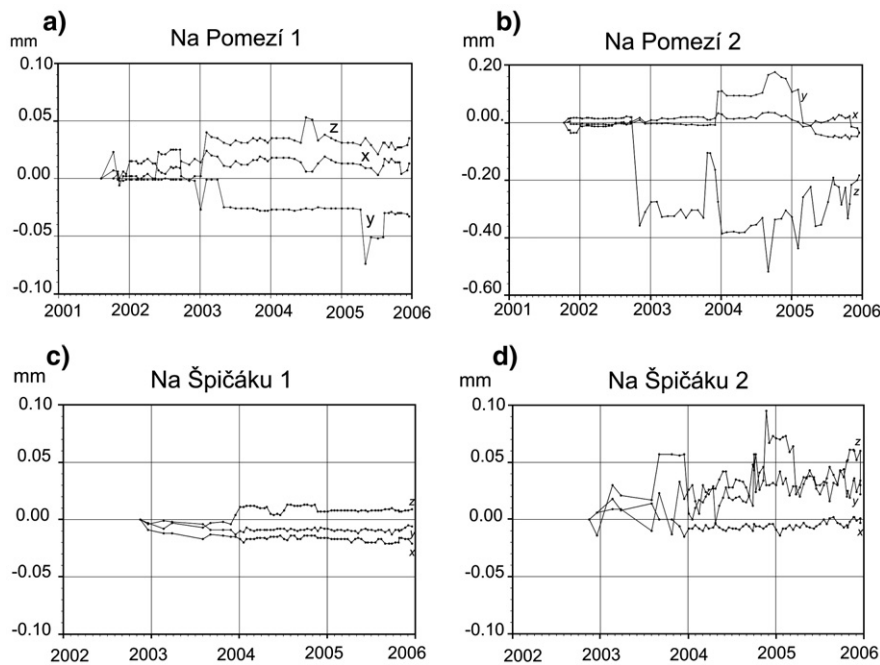 a)
mm
Na Pomezí 1
0.10
0.05
0.00
-0.05
-0.10
z
x
y
2001 2002 2003 2004 2005 2006
b)
mm
Na Pomezí 2
0.20
0.00
-0.20
-0.40
-0.60
y
x
z
2001 2002 2003 2004 2005 2006
c)
mm
Na Špičáku 1
0.10
0.05
0.00
-0.05
-0.10
z
y
x
2002 2003 2004 2005 2006
d)
mm
Na Špičáku 2
0.10
0.05
0.00
-0.05
-0.10
z
y
x
2002 2003 2004 2005 2006